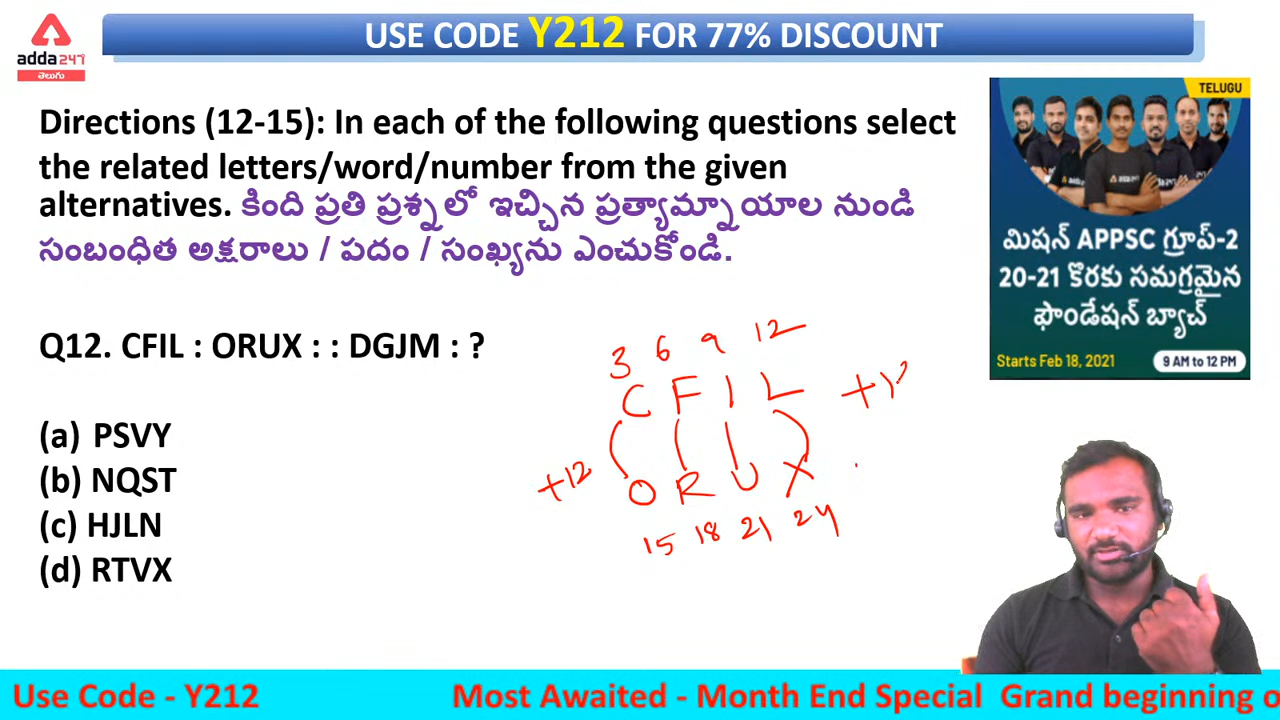 USE CODE Y212 FOR 77% DISCOUNT
adda247
తెలుగు
Directions (12-15): In each of the following questions select
the related letters/word/number from the given
alternatives. కింది ప్రతి ప్రశ్నలో ఇచ్చిన ప్రత్యామ్నాయాల నుండి
సంబంధిత అక్షరాలు / పదం / సంఖ్యను ఎంచుకోండి.
TELUGU
మిషన్ APPSC గ్రూప్-2
20-21 కొరకు సమగ్రమైన
ఫౌండేషన్ బ్యాచ్
Starts Feb 18, 2021
9 AM to 12 PM
Q12. CFIL : ORUX : : DGJM : ?
3 6 9 12
C F I L
+12
O R U X
15 18 21 24
(a) PSVY
(b) NQST
(c) HJLN
(d) RTVX
Use Code - Y212
Most Awaited - Month End Special Grand beginning o